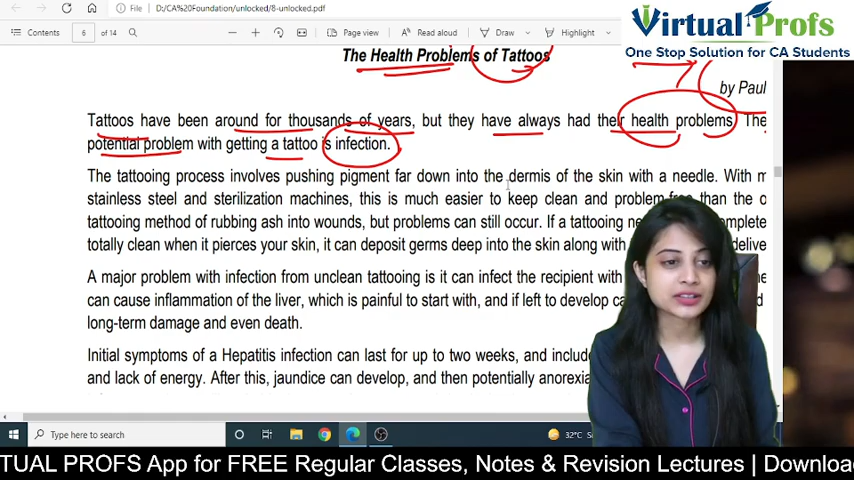 File
D:/CA%20Foundation/unlocked/8-unlocked.pdf
Virtual Profs
One Stop Solution for CA Students
Contents
6
of 14
Page view
Read aloud
Draw
Highlight
The Health Problems of Tattoos
by Paul
Tattoos have been around for thousands of years, but they have always had their health problems. The
potential problem with getting a tattoo is infection.
The tattooing process involves pushing pigment far down into the dermis of the skin with a needle. With
stainless steel and sterilization machines, this is much easier to keep clean and problem-free than the
tattooing method of rubbing ash into wounds, but problems can still occur. If a tattooing
totally clean when it pierces your skin, it can deposit germs deep into the skin along with
A major problem with infection from unclean tattooing is it can infect the recipient with
can cause inflammation of the liver, which is painful to start with, and if left to develop
long-term damage and even death.
Initial symptoms of a Hepatitis infection can last for up to two weeks, and
and lack of energy. After this, jaundice can develop, and then potentially
Type here to search
32°C
TUAL PROFS App for FREE Regular Classes, Notes & Revision Lectures |